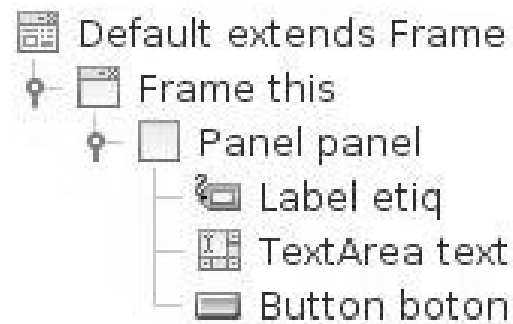 Default extends Frame
Frame this
Panel panel
Label etiq
TextArea text
Button boton